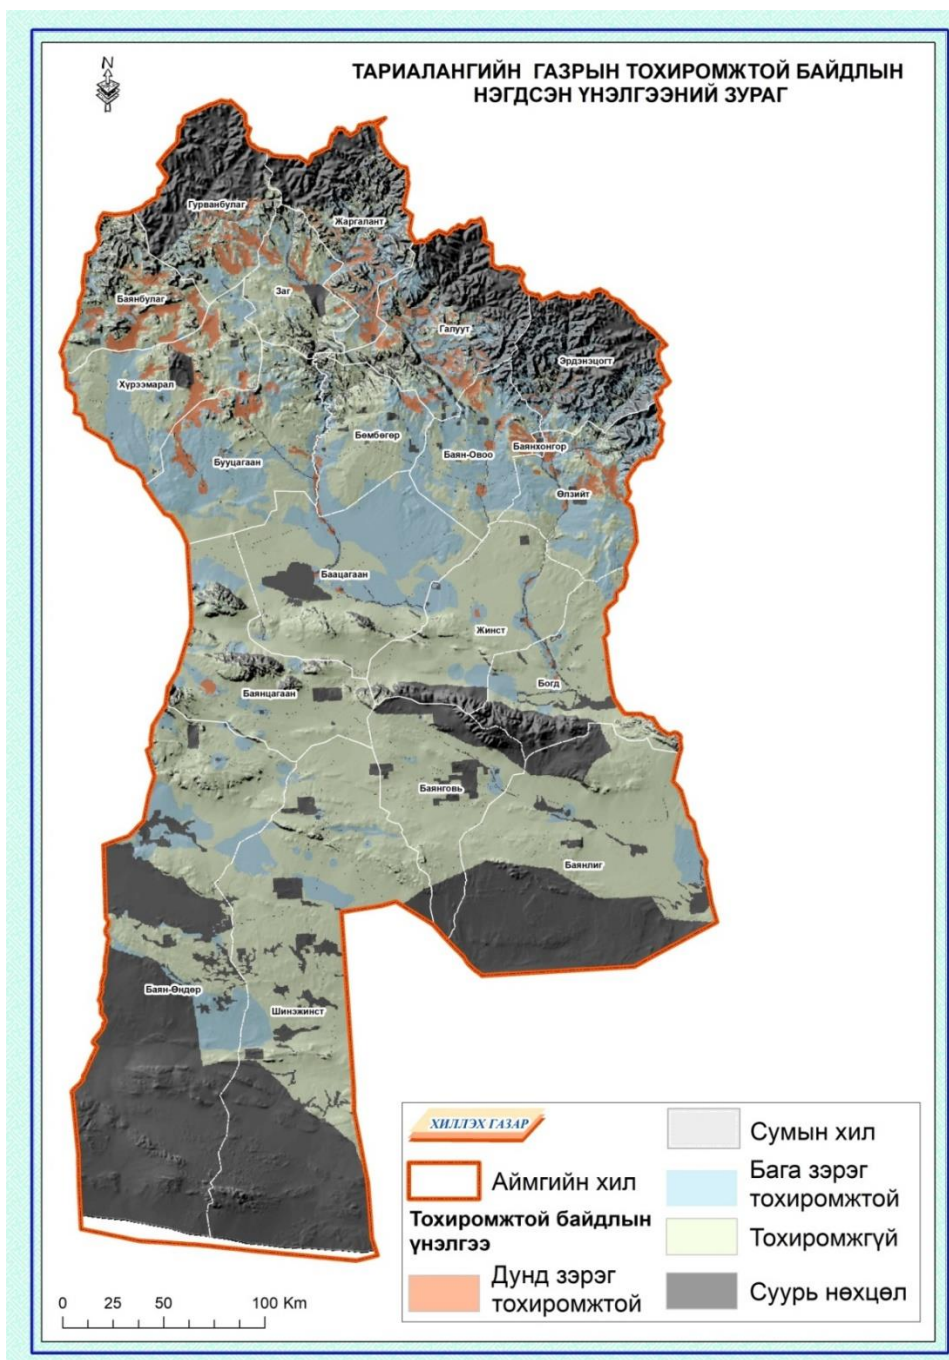 N
ТАРИАЛАНГИЙН ГАЗРЫН ТОХИРОМЖТОЙ БАЙДЛЫН
НЭГДСЭН ҮНЭЛГЭЭНИЙ ЗУРАГ
Гурванбулаг
Жаргалант
Заг
Баянбулаг
Галуут
Эрдэнэцогт
Хүрээмарал
Бөмбөгөр
Баянхонгор
Баян-Овоо
Бууцагаан
Өлзийт
Баацагаан
Жинст
Богд
Баянцагаан
Баянговь
Баянлиг
Баян-Өндөр
Шинэжинст
ХИЛЛЭХ ГАЗАР
Аймгийн хил
Тохиромжтой байдлын
үнэлгээ
Дунд зэрэг
тохиромжтой
Сумын хил
Бага зэрэг
тохиромжтой
Тохиромжгүй
Суурь нөхцөл
0 25 50 100 Km